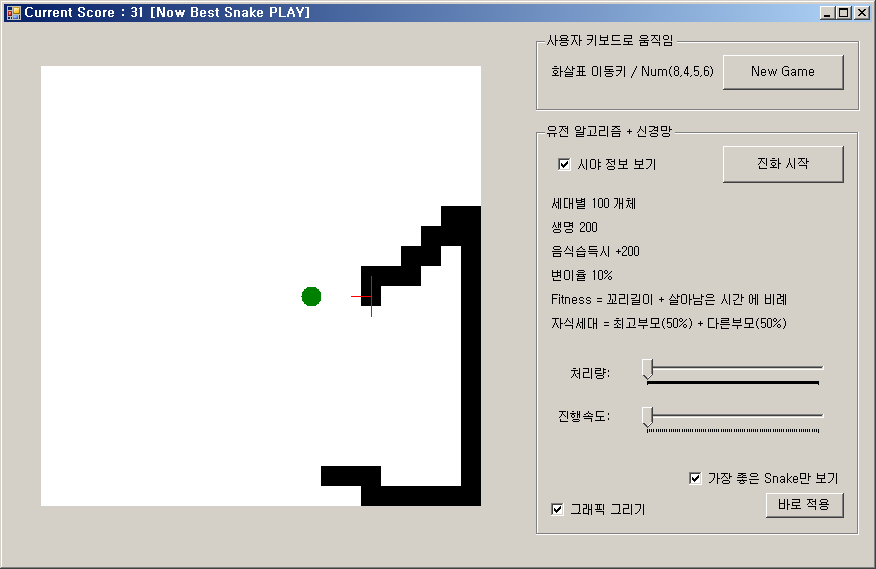 Current Score : 31 [Now Best Snake PLAY]
사용자 키보드로 움직임
화살표 이동키 / Num(8,4,5,6)
New Game
유전 알고리즘 + 신경망
시야 정보 보기
진화 시작
세대별 100 개체
생명 200
음식습득시 +200
변이율 10%
Fitness = 꼬리길이 + 살아남은 시간 에 비례
자식세대 = 최고부모(50%) + 다른부모(50%)
처리량:
진행속도:
가장 좋은 Snake만 보기
그래픽 그리기
바로 적용